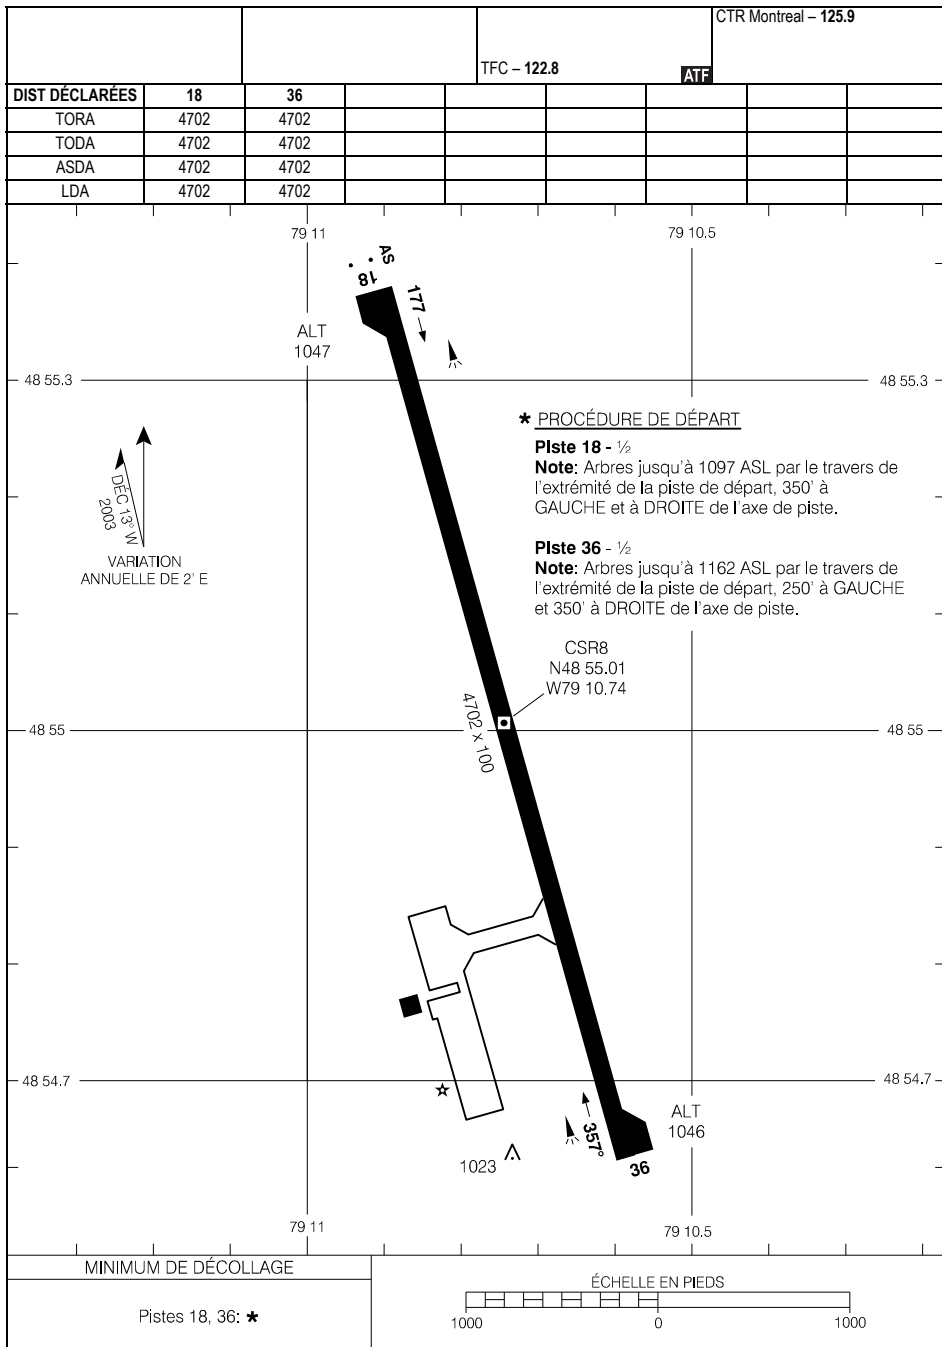 CTR Montreal – 125.9
TFC – 122.8
ATF
DIST DÉCLARÉES 18 36
TORA 4702 4702
TODA 4702 4702
ASDA 4702 4702
LDA 4702 4702
79 11 79 10.5
AS
18
177
ALT
1047
48 55.3 48 55.3
* PROCÉDURE DE DÉPART
Piste 18 - ½
Note: Arbres jusqu'à 1097 ASL par le travers de
l'extrémité de la piste de départ, 350' à
GAUCHE et à DROITE de l'axe de piste.
Piste 36 - ½
Note: Arbres jusqu'à 1162 ASL par le travers de
l'extrémité de la piste de départ, 250' à GAUCHE
et 350' à DROITE de l'axe de piste.
DÉC 13° W
2003
VARIATION
ANNUELLE DE 2' E
CSR8
N48 55.01
W79 10.74
4702 x 100
48 55 48 55
48 54.7 48 54.7
ALT
1046
357°
36
1023
79 11 79 10.5
MINIMUM DE DÉCOLLAGE
Pistes 18, 36: *
ÉCHELLE EN PIEDS
1000 0 1000